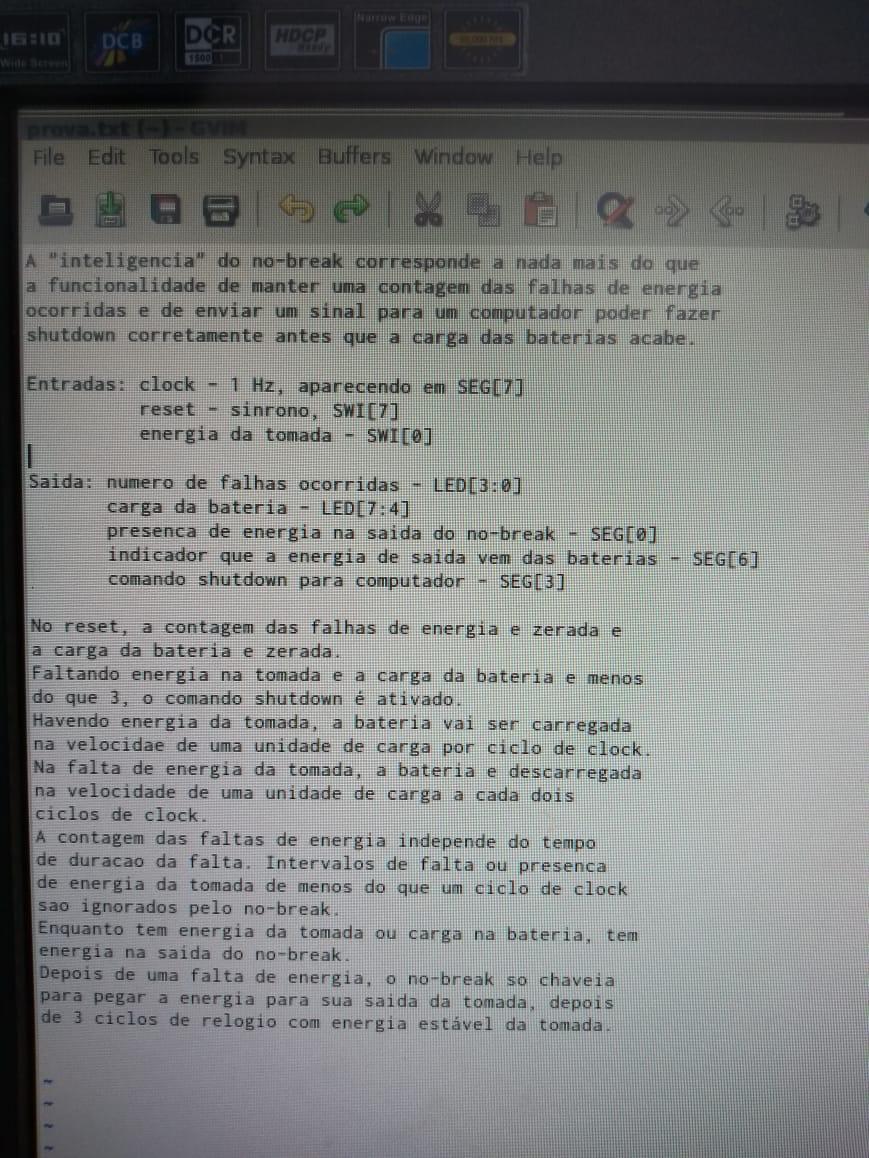 16:10
Wide Screen
DCB
DCR
1500
HDCP
Ready
Narrow Edge
prova.txt (~) - GVIM
File Edit Tools Syntax Buffers Window Help
A "inteligencia" do no-break corresponde a nada mais do que
a funcionalidade de manter uma contagem das falhas de energia
ocorridas e de enviar um sinal para um computador poder fazer
shutdown corretamente antes que a carga das baterias acabe.
Entradas: clock - 1 Hz, aparecendo em SEG[7]
reset - sinrono, SWI[7]
energia da tomada - SWI[0]
Saida: numero de falhas ocorridas - LED[3:0]
carga da bateria - LED[7:4]
presenca de energia na saida do no-break - SEG[0]
indicador que a energia de saida vem das baterias - SEG[6]
comando shutdown para computador - SEG[3]
No reset, a contagem das falhas de energia e zerada e
a carga da bateria e zerada.
Faltando energia na tomada e a carga da bateria e menos
do que 3, o comando shutdown é ativado.
Havendo energia da tomada, a bateria vai ser carregada
na velocidae de uma unidade de carga por ciclo de clock.
Na falta de energia da tomada, a bateria e descarregada
na velocidade de uma unidade de carga a cada dois
ciclos de clock.
A contagem das faltas de energia independe do tempo
de duracao da falta. Intervalos de falta ou presenca
de energia da tomada de menos do que um ciclo de clock
sao ignorados pelo no-break.
Enquanto tem energia da tomada ou carga na bateria, tem
energia na saida do no-break.
Depois de uma falta de energia, o no-break so chaveia
para pegar a energia para sua saida da tomada, depois
de 3 ciclos de relogio com energia estável da tomada.
~
~
~
~